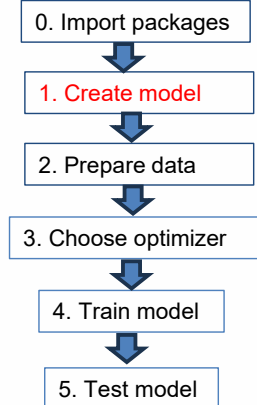 0. Import packages
1. Create model
2. Prepare data
3. Choose optimizer
4. Train model
5. Test model